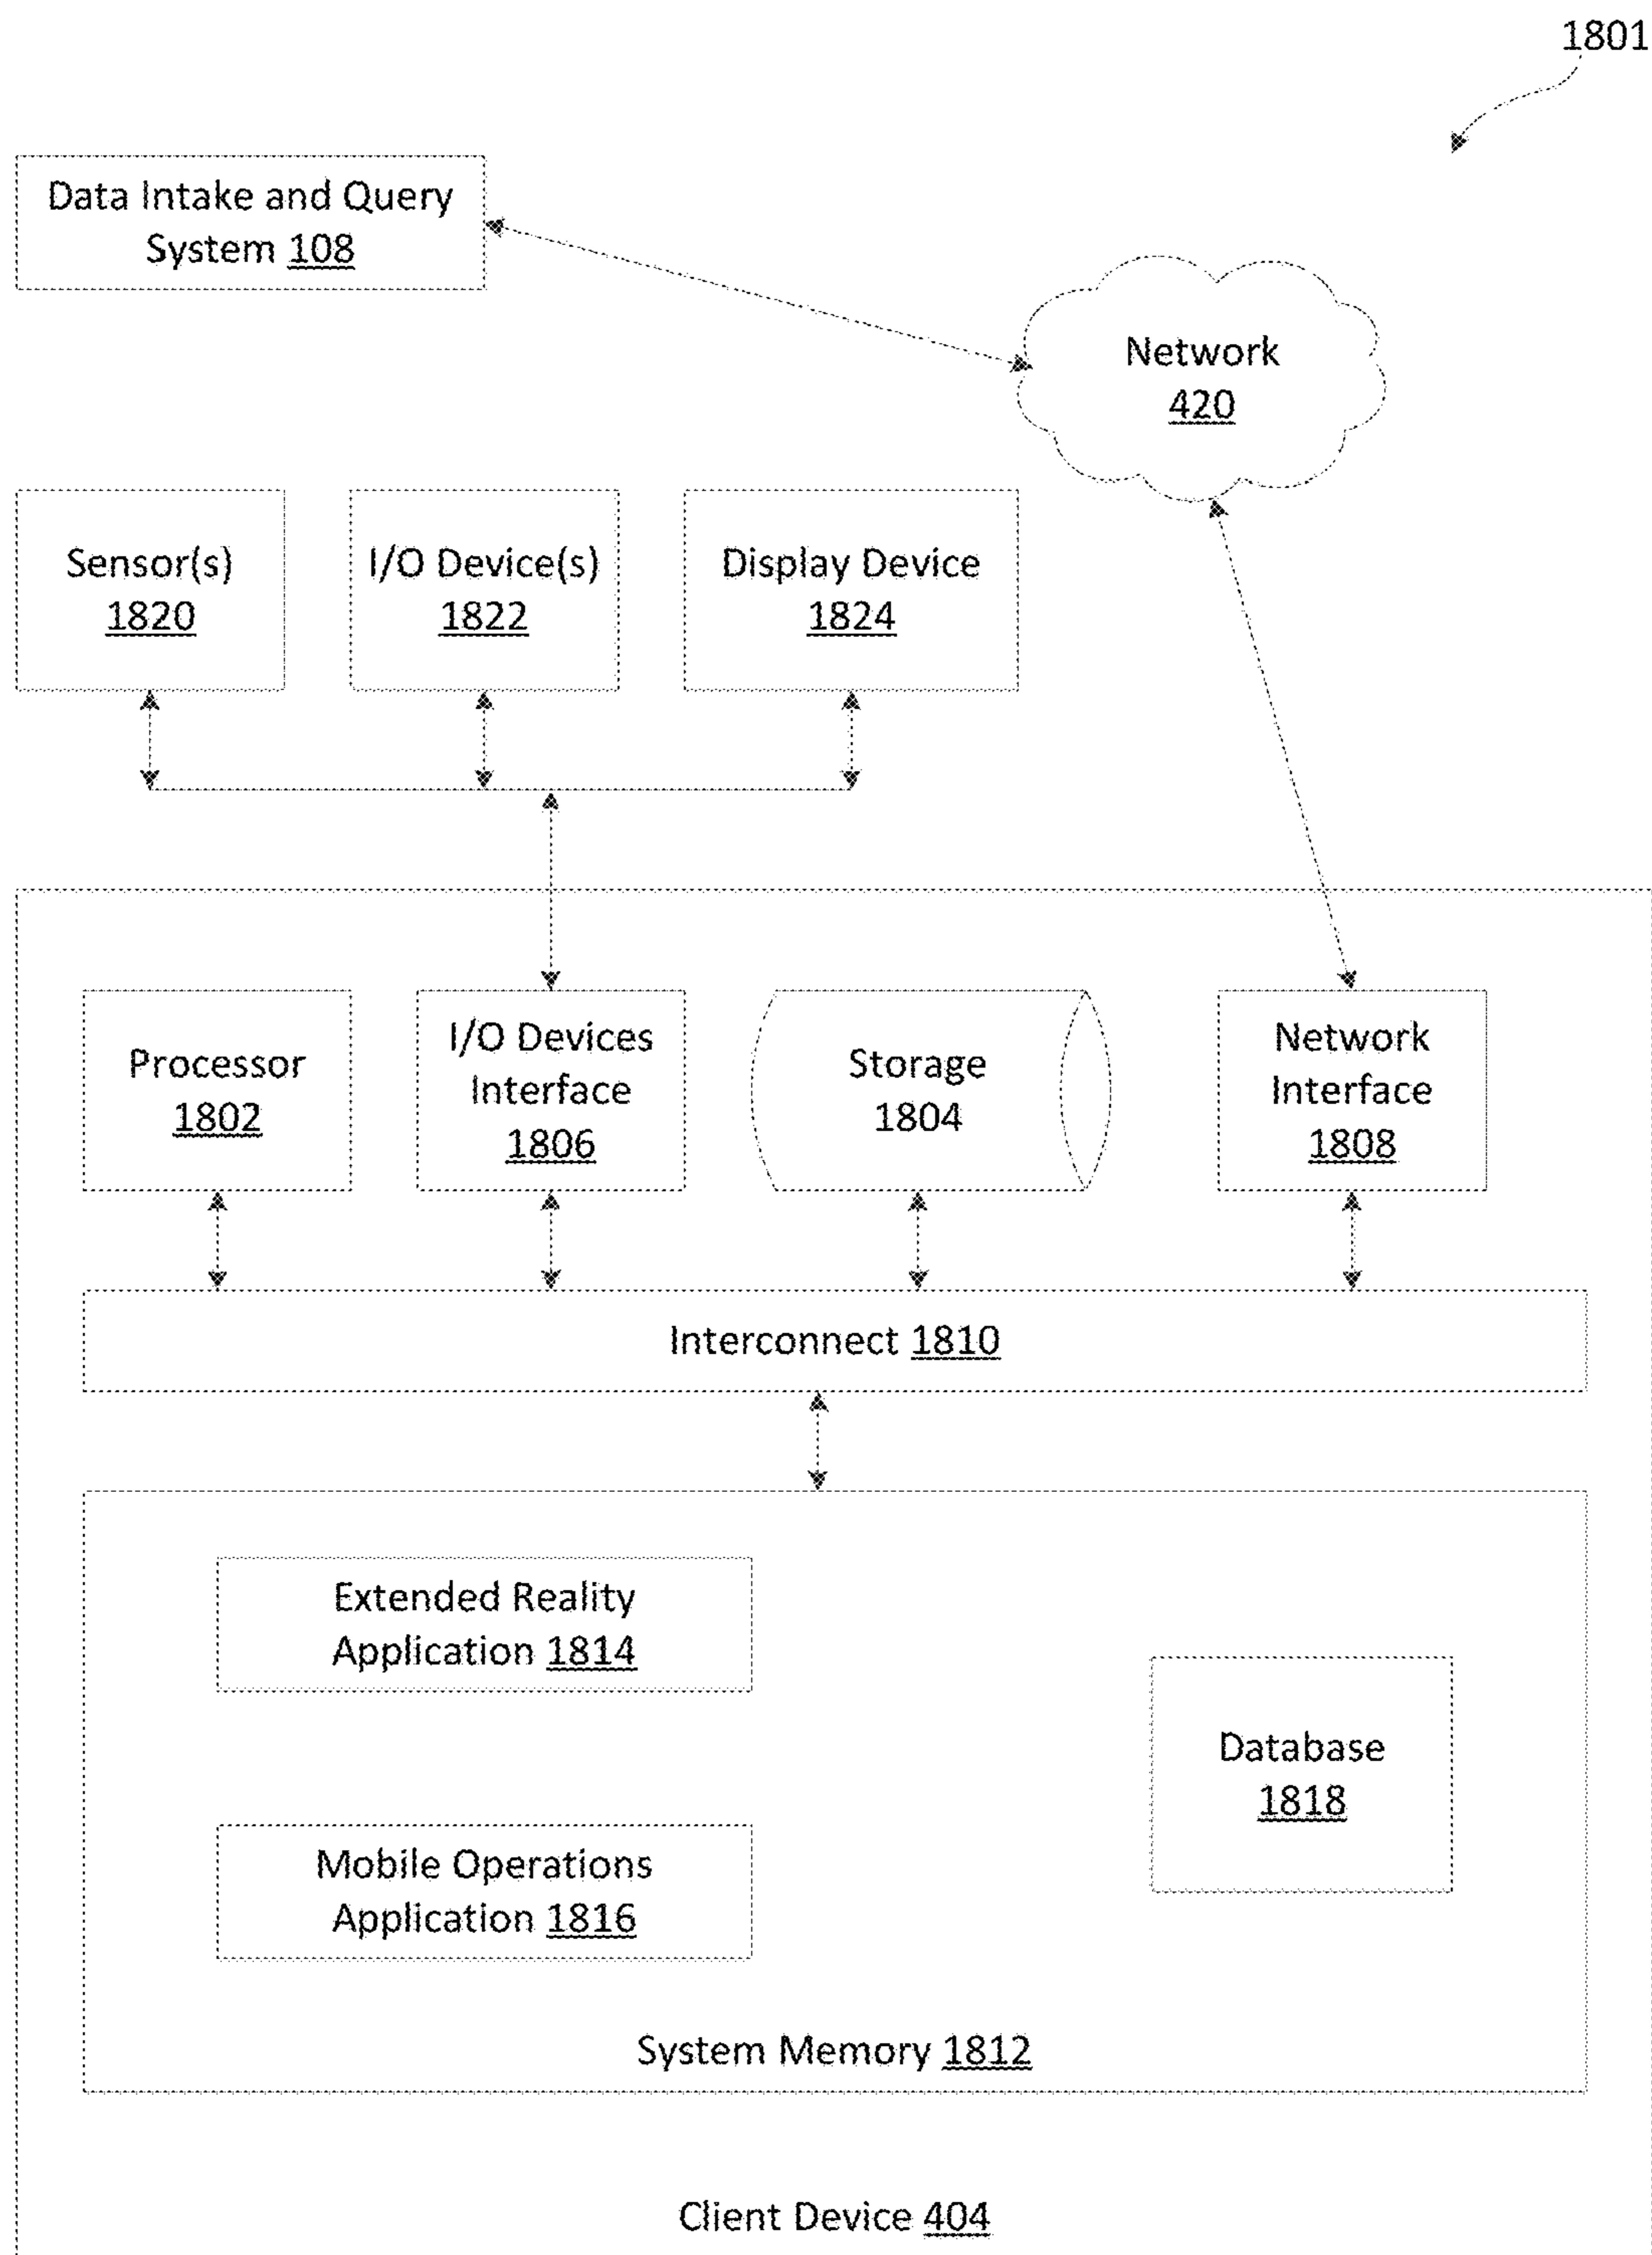 1801
Data Intake and Query
System 108
Network
420
Sensor(s)
1820
I/O Device(s)
1822
Display Device
1824
Processor
1802
I/O Devices
Interface
1806
Storage
1804
Network
Interface
1808
Interconnect 1810
Extended Reality
Application 1814
Database
1818
Mobile Operations
Application 1816
System Memory 1812
Client Device 404